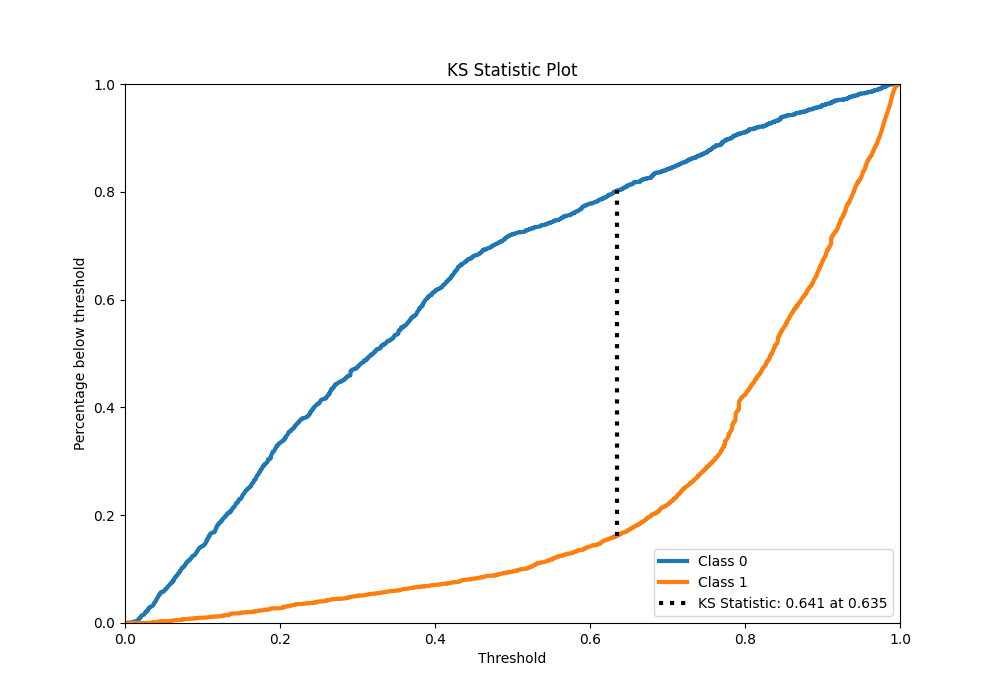 KS Statistic Plot
1.0
0.8
0.6
0.4
0.2
0.0
Percentage below threshold
0.0 0.2 0.4 0.6 0.8 1.0
Threshold
Class 0
Class 1
KS Statistic: 0.641 at 0.635